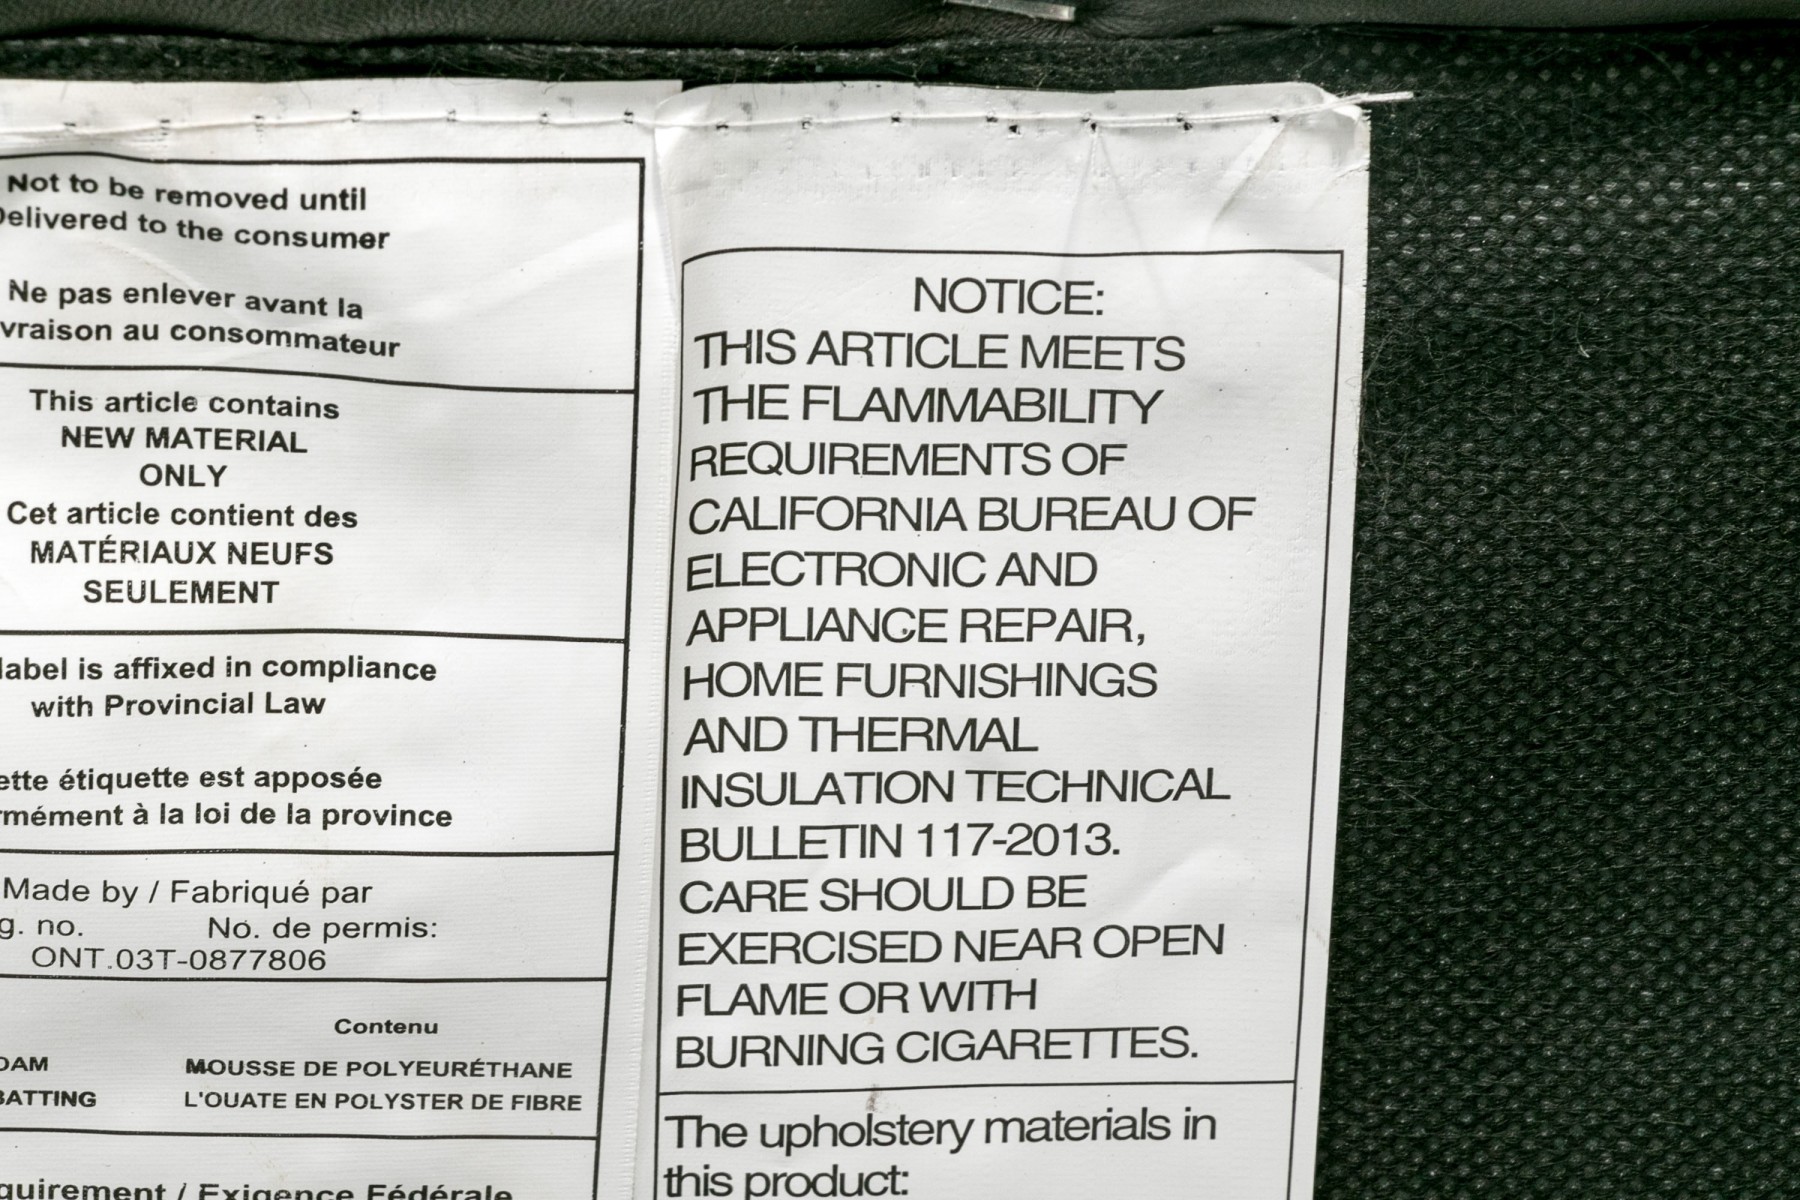 Not to be removed until
Delivered to the consumer
Ne pas enlever avant la
vraison au consommateur
This article contains
NEW MATERIAL
ONLY
Cet article contient des
MATÉRIAUX NEUFS
SEULEMENT
label is affixed in compliance
with Provincial Law
ette étiquette est apposée
rmément à la loi de la province
Made by / Fabriqué par
g. no. No. de permis:
ONT.03T-0877806
Contenu
OAM MOUSSE DE POLYEURÉTHANE
BATTING L'OUATE EN POLYSTER DE FIBRE
quirement / Exigence Fédérale
NOTICE:
THIS ARTICLE MEETS
THE FLAMMABILITY
REQUIREMENTS OF
CALIFORNIA BUREAU OF
ELECTRONIC AND
APPLIANCE REPAIR,
HOME FURNISHINGS
AND THERMAL
INSULATION TECHNICAL
BULLETIN 117-2013.
CARE SHOULD BE
EXERCISED NEAR OPEN
FLAME OR WITH
BURNING CIGARETTES.
The upholstery materials in
this product: